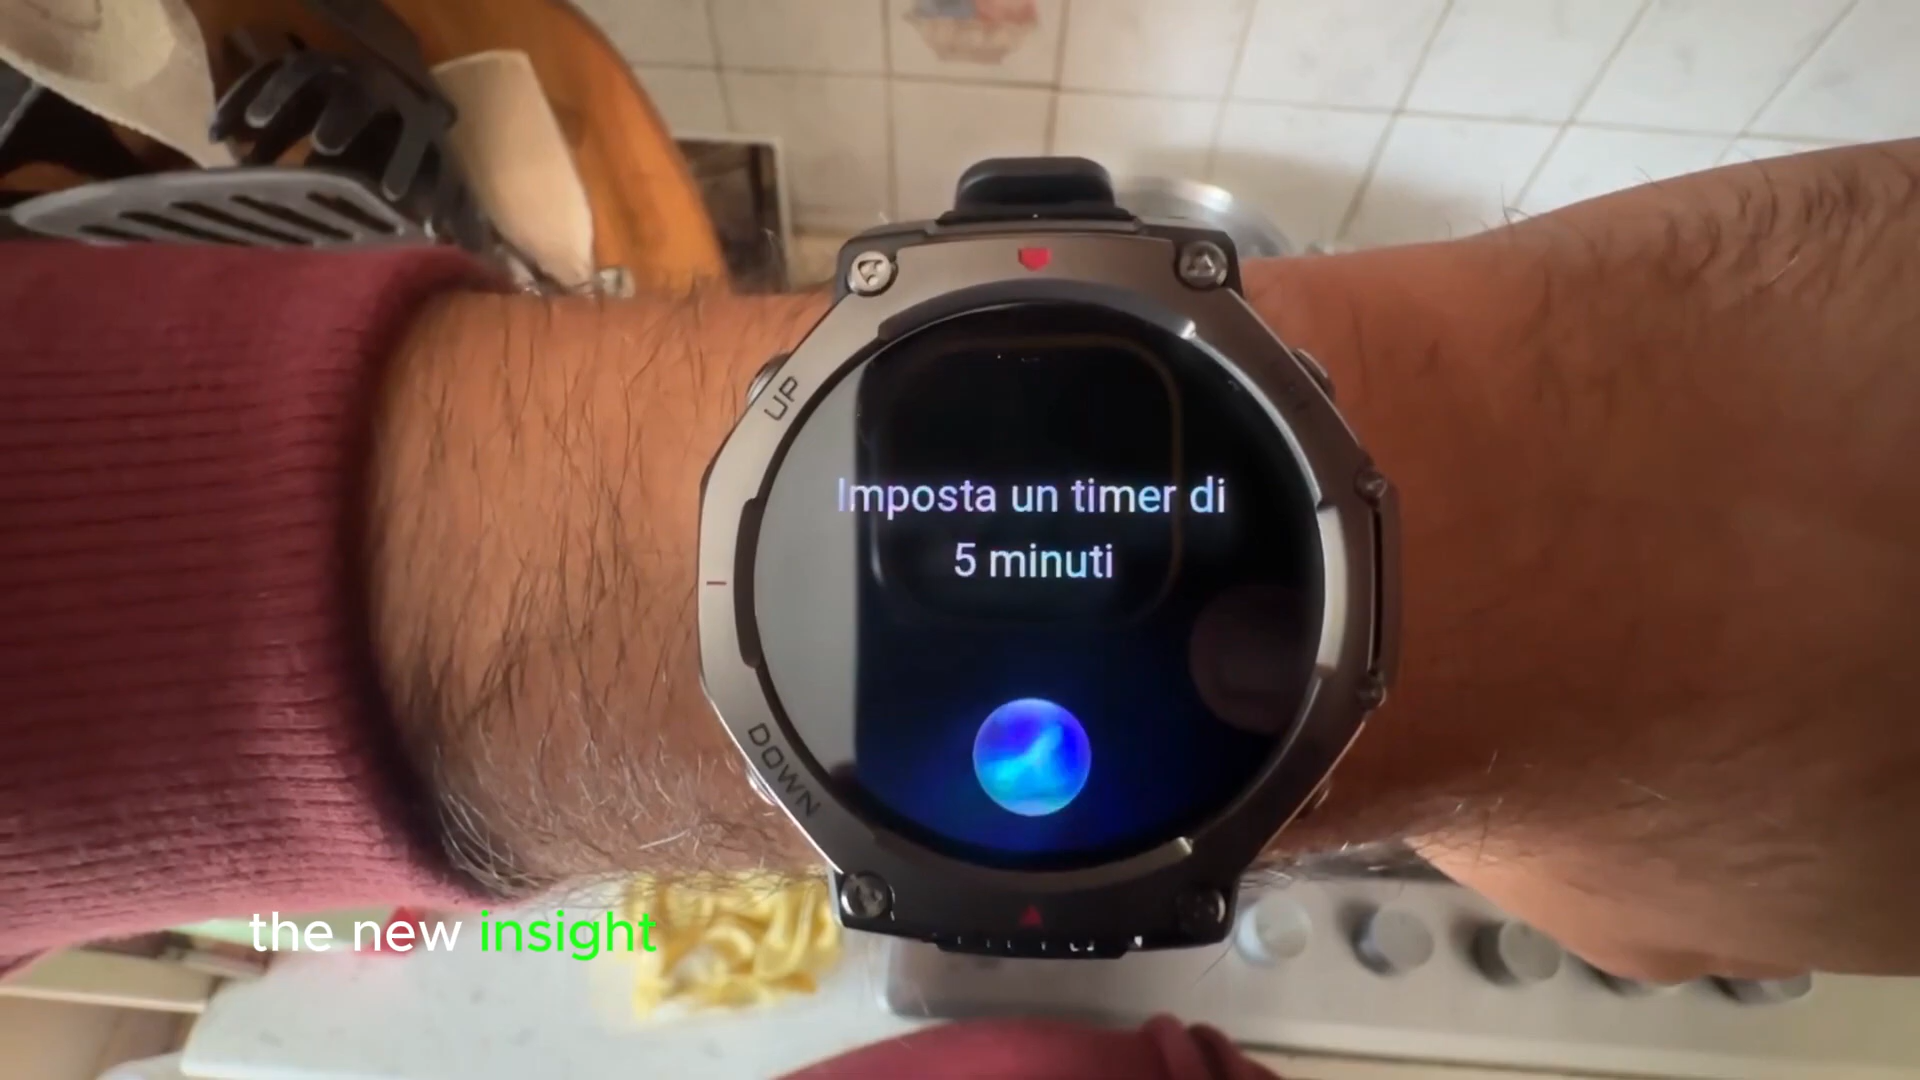 UP
Imposta un timer di
5 minuti
DOWN
the new insight